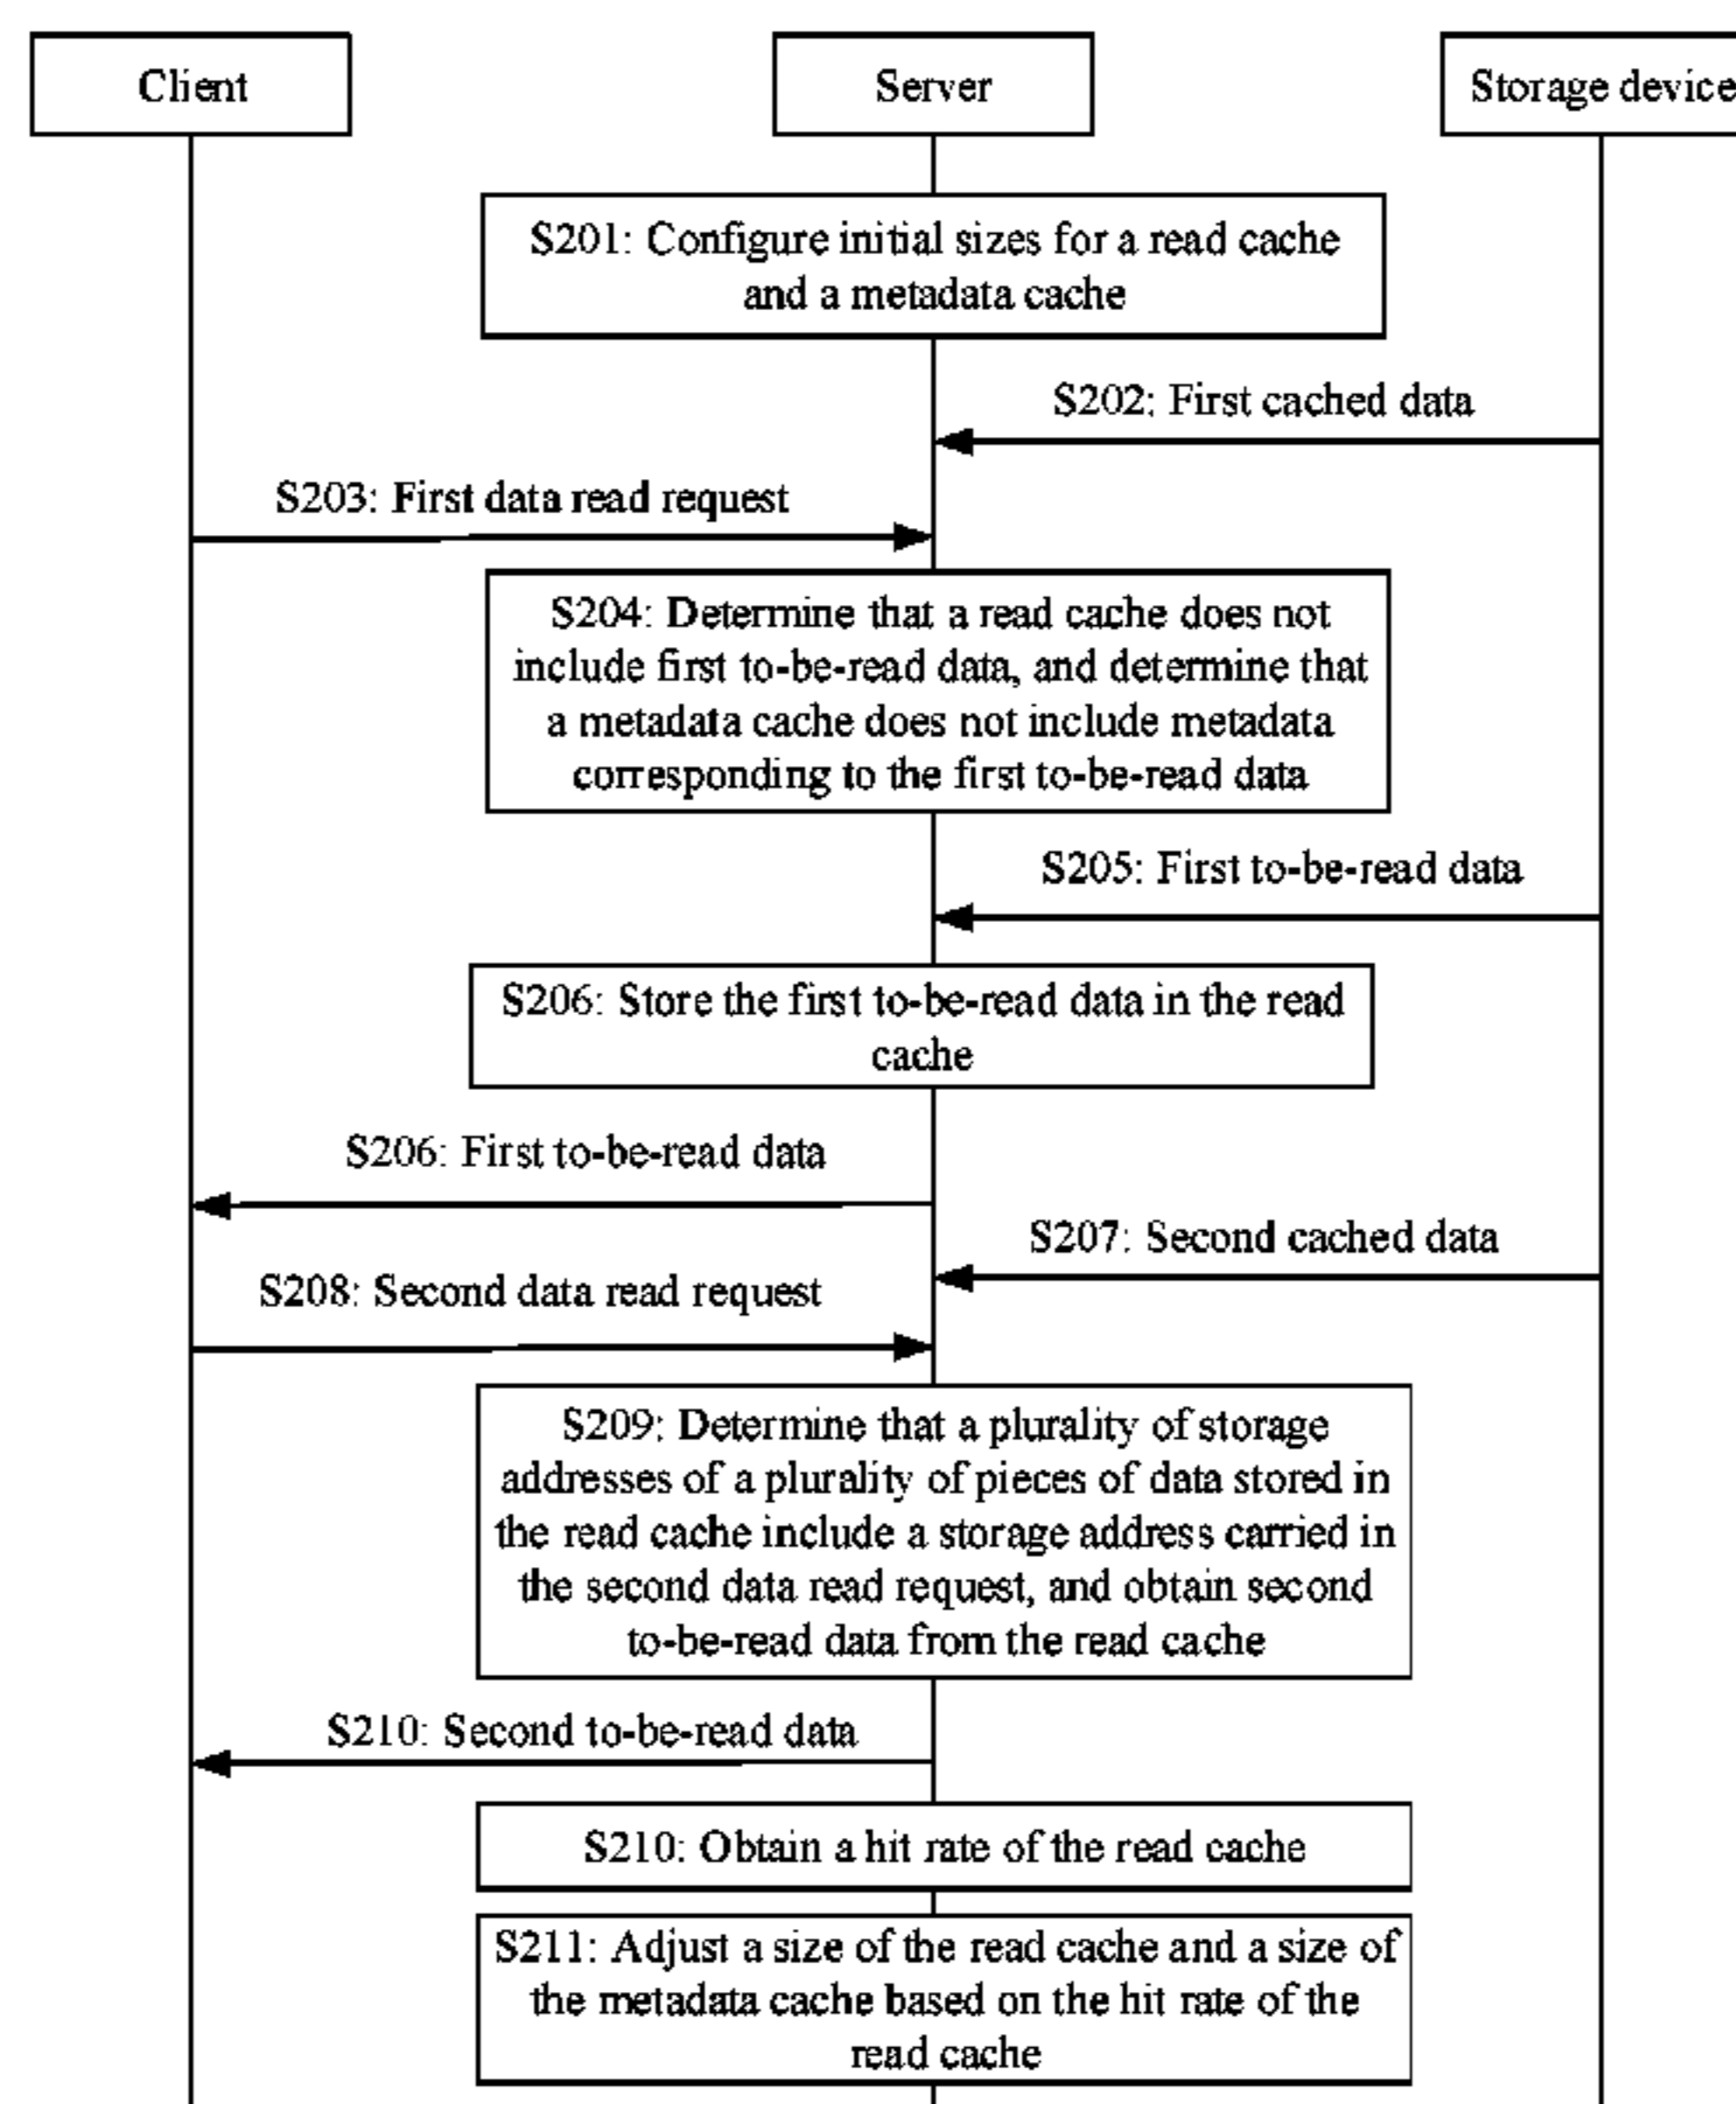 Client
Server
Storage device
S201: Configure initial sizes for a read cache
and a metadata cache
S202: First cached data
S203: First data read request
S204: Determine that a read cache does not
include first to-be-read data, and determine that
a metadata cache does not include metadata
corresponding to the first to-be-read data
S205: First to-be-read data
S206: Store the first to-be-read data in the read
cache
S206: First to-be-read data
S207: Second cached data
S208: Second data read request
S209: Determine that a plurality of storage
addresses of a plurality of pieces of data stored in
the read cache include a storage address carried in
the second data read request, and obtain second
to-be-read data from the read cache
S210: Second to-be-read data
S210: Obtain a hit rate of the read cache
S211: Adjust a size of the read cache and a size of
the metadata cache based on the hit rate of the
read cache